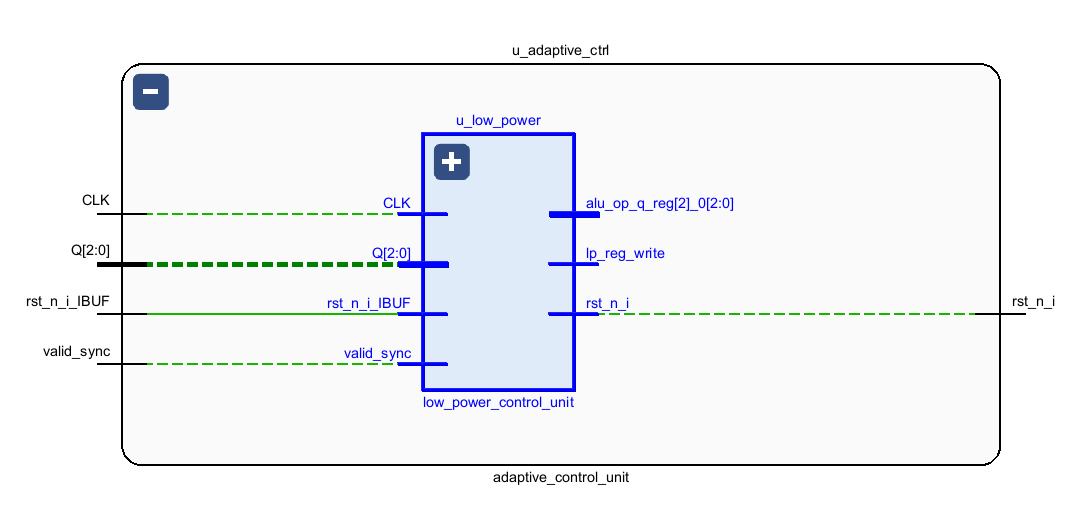 u_adaptive_ctrl
u_low_power
CLK
CLK
alu_op_q_reg[2]_0[2:0]
Q[2:0]
Q[2:0]
lp_reg_write
rst_n_i_IBUF
rst_n_i_IBUF
rst_n_i
rst_n_i
valid_sync
valid_sync
low_power_control_unit
adaptive_control_unit